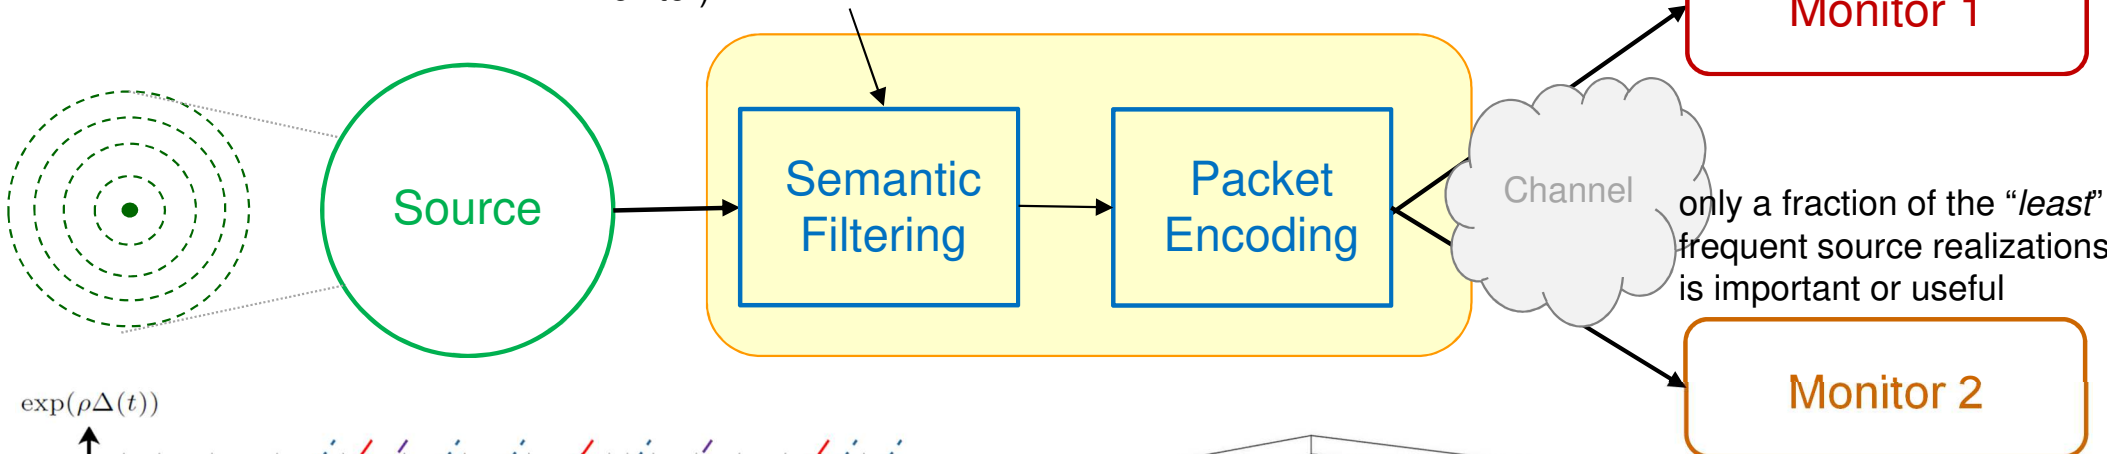 Monitor 1
Source
Semantic
Filtering
Packet
Encoding
Channel
only a fraction of the “least”
frequent source realizations
is important or useful
Monitor 2
exp(ρΔ(t))